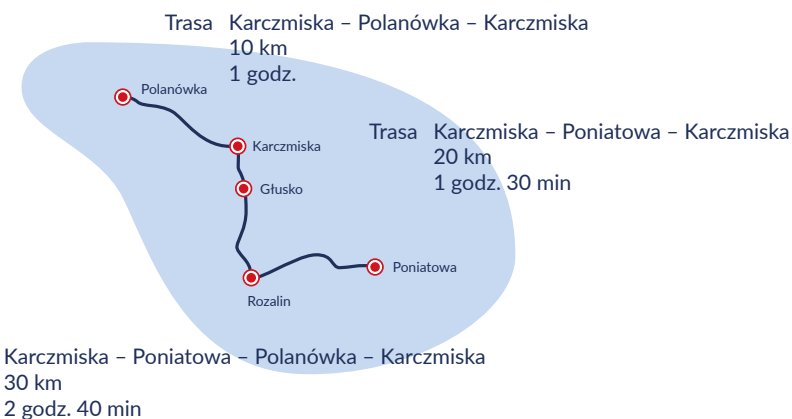 Trasa Karczmiska – Polanówka – Karczmiska
10 km
1 godz.
Polanówka
Trasa Karczmiska – Poniatowa – Karczmiska
20 km
1 godz. 30 min
Karczmiska
Głusko
Poniatowa
Rozalin
Karczmiska – Poniatowa – Polanówka – Karczmiska
30 km
2 godz. 40 min